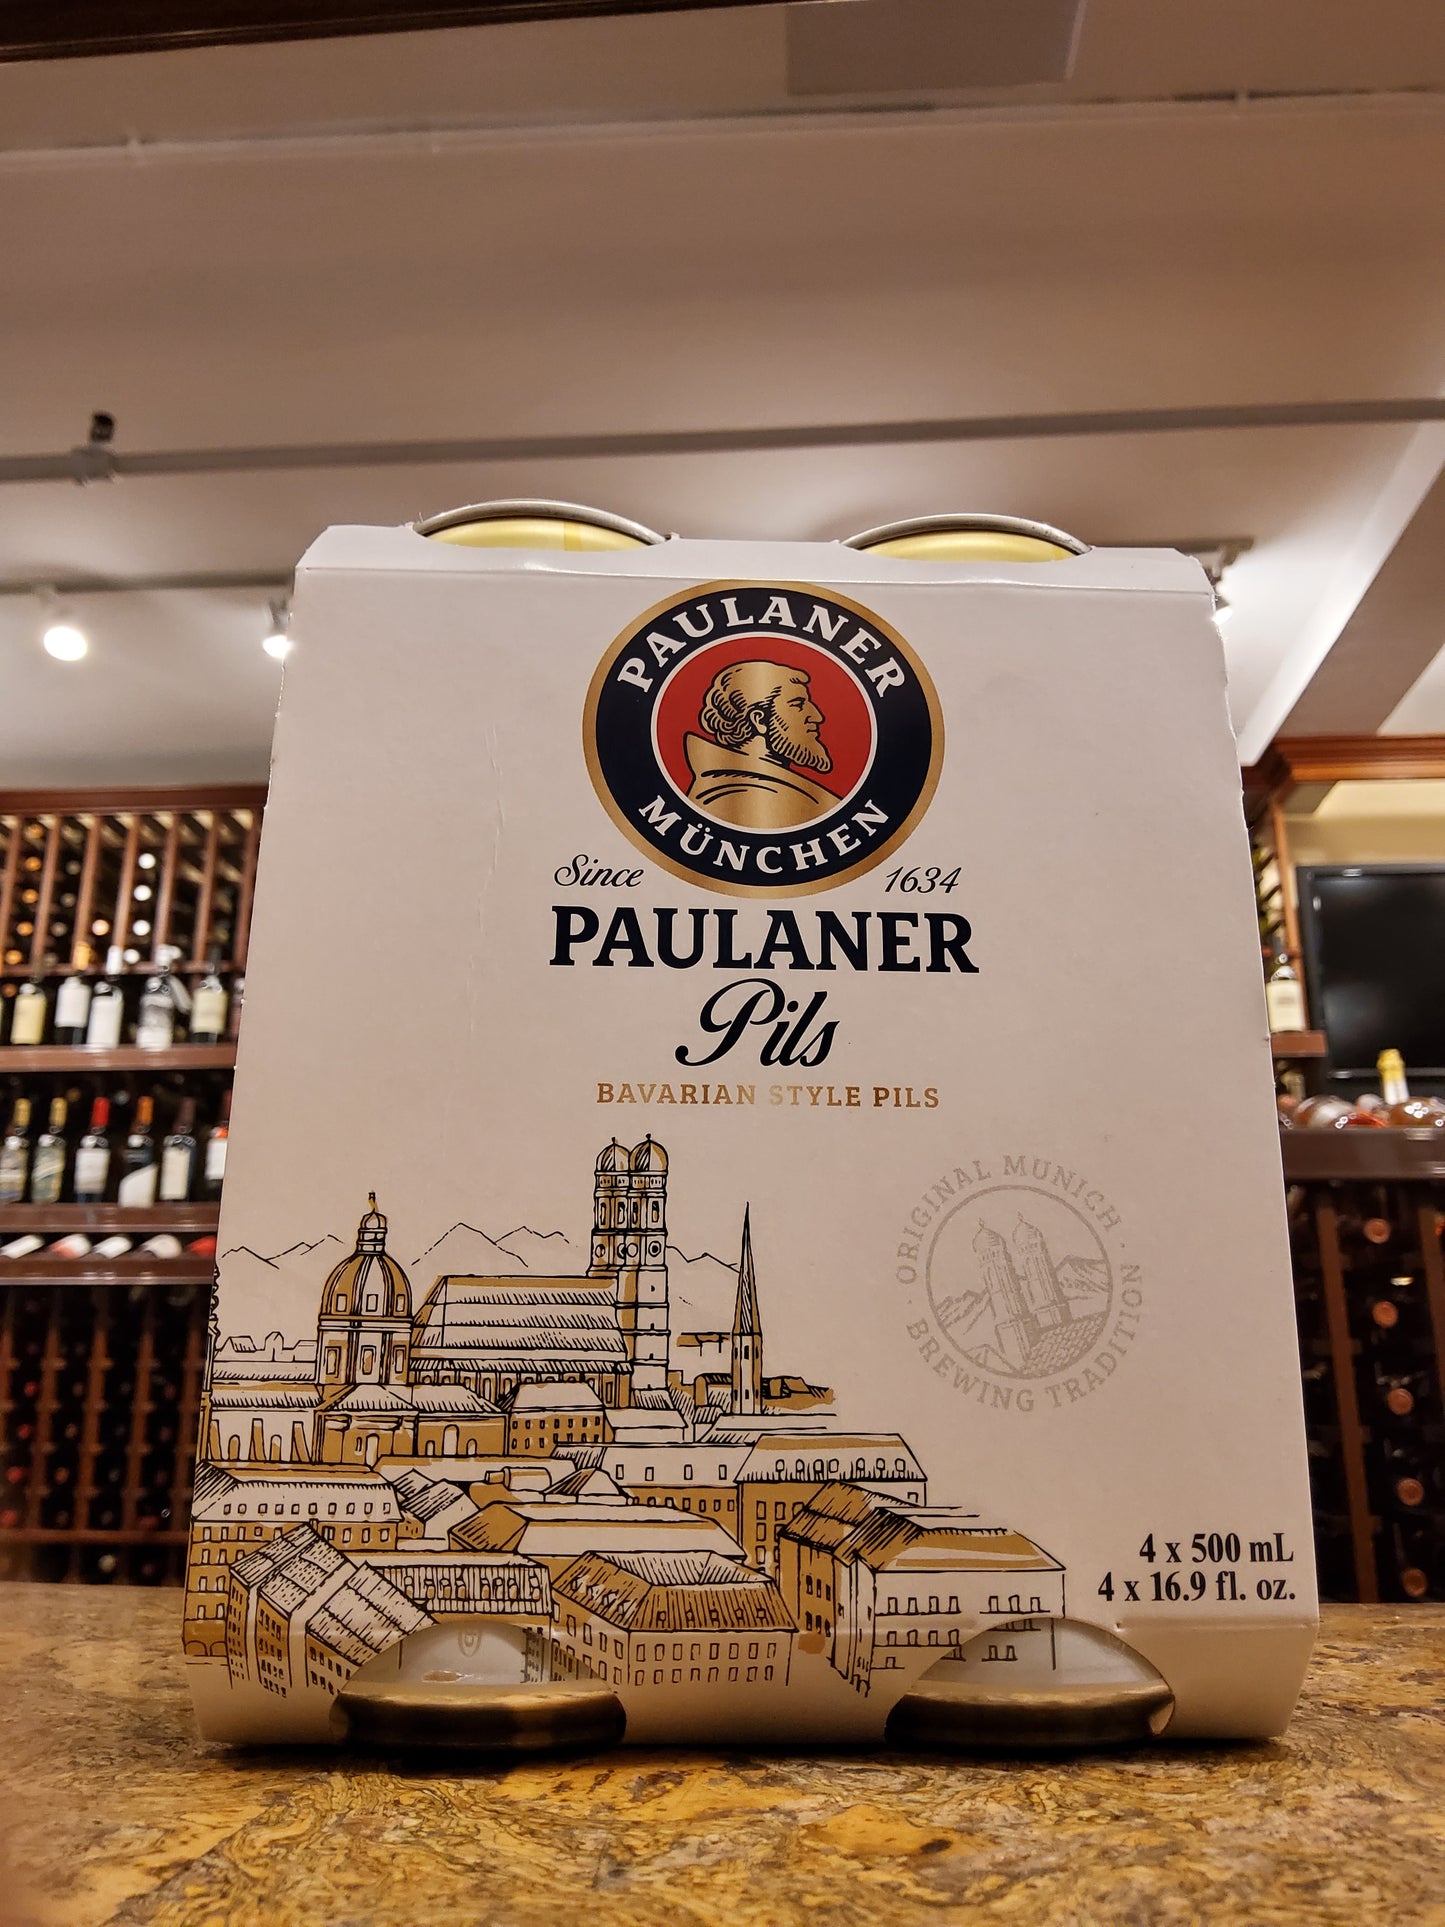 PAULANER
MÜNCHEN
Since 1634
PAULANER
Pils
BAVARIAN STYLE PILS
ORIGINAL MUNICH
BREWING TRADITION
4 x 500 mL
4 x 16.9 fl. oz.